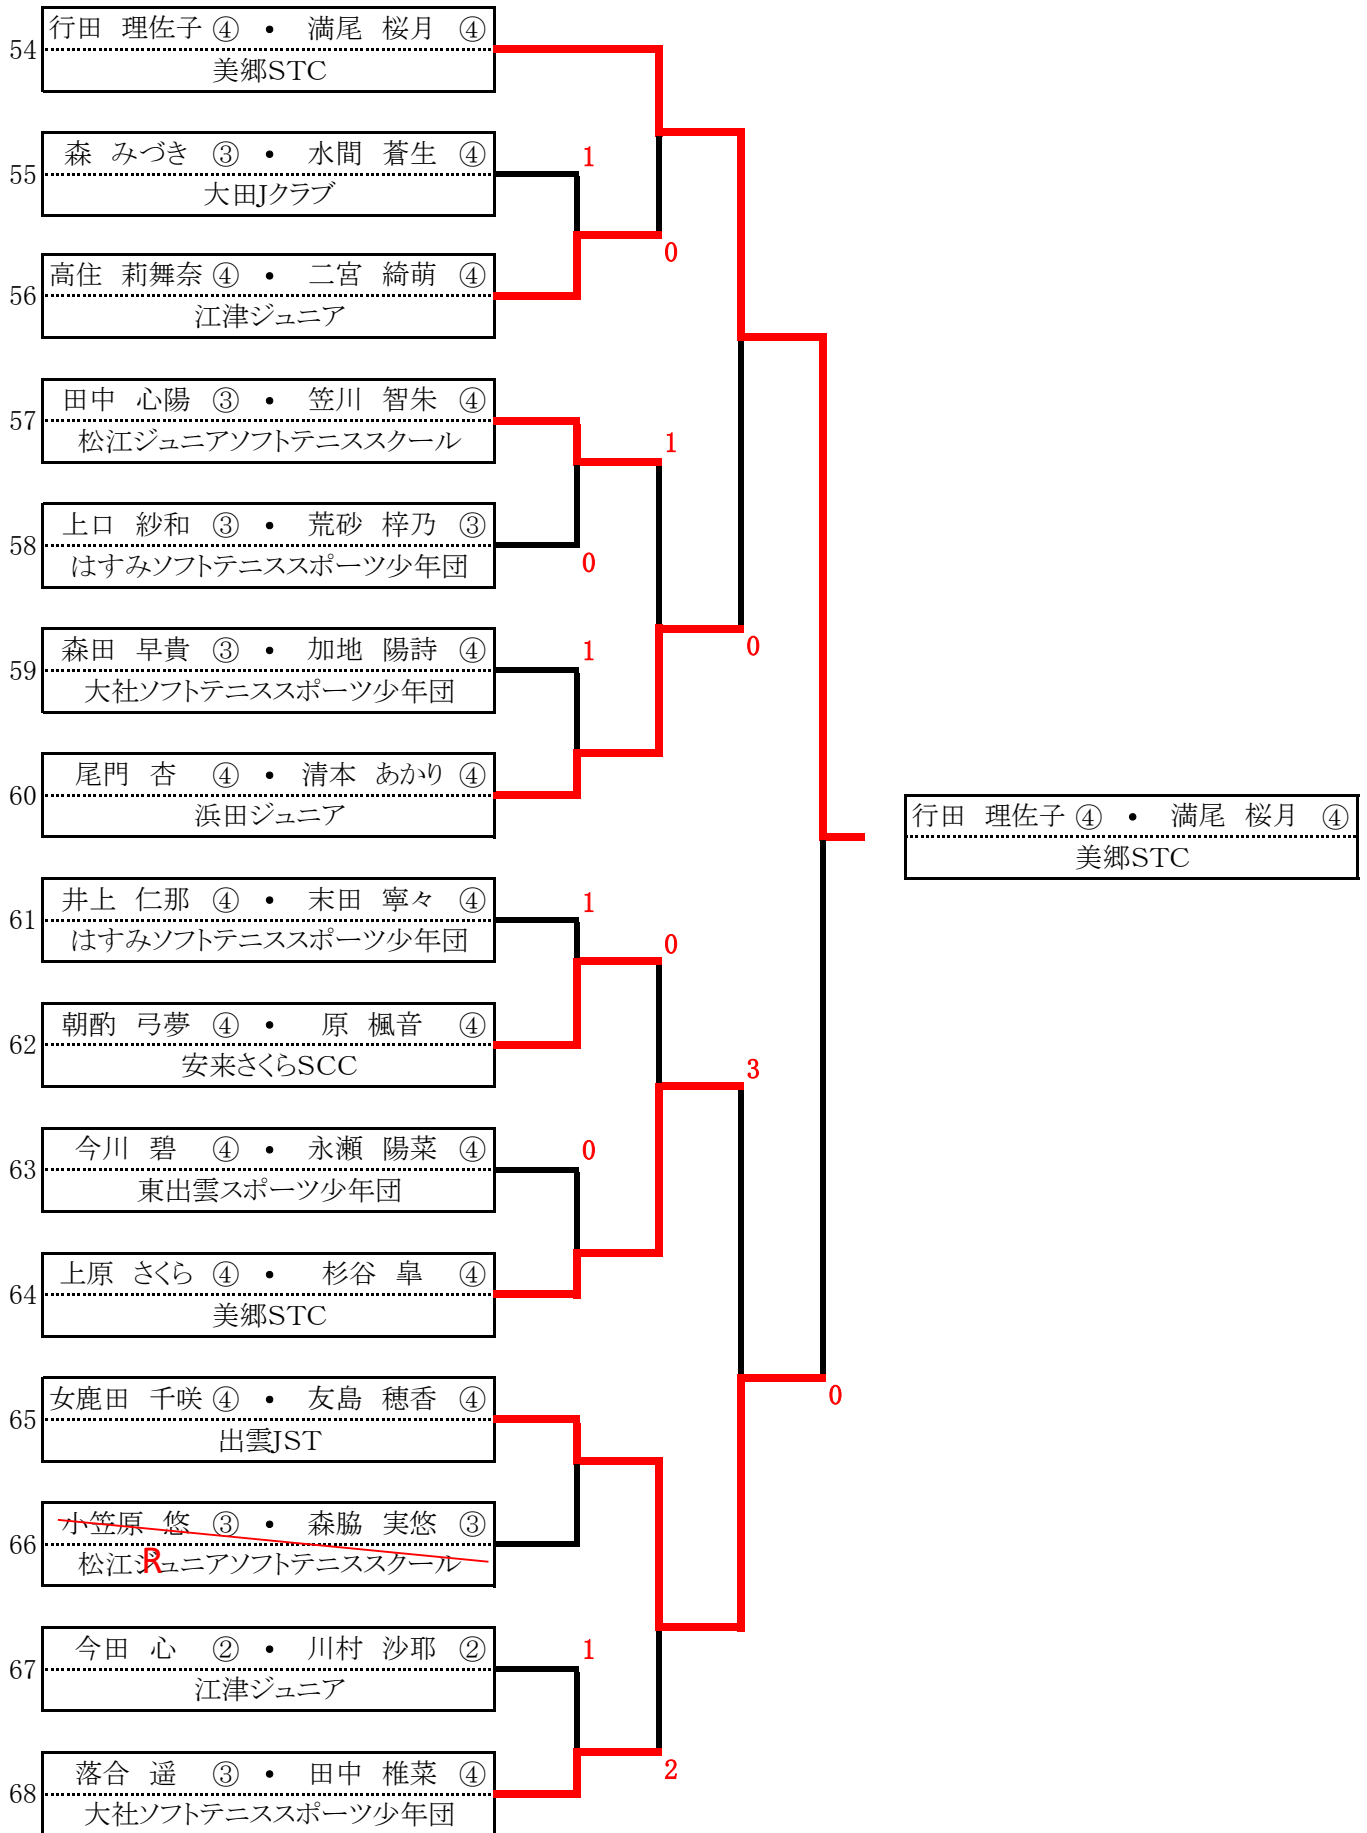 行田 理佐子 ④ ・ 満尾 桜月 ④
54
美郷STC
森 みづき ③ ・ 水間 蒼生 ④
1
55
大田Jクラブ
0
高住 莉舞奈 ④ ・ 二宮 綺萌 ④
56
江津ジュニア
田中 心陽 ③ ・ 笠川 智朱 ④
57
松江ジュニアソフトテニススクール
1
上口 紗和 ③ ・ 荒砂 梓乃 ③
58
はすみソフトテニススポーツ少年団
0
森田 早貴 ③ ・ 加地 陽詩 ④
1
0
59
大社ソフトテニススポーツ少年団
尾門 杏 ④ ・ 清本 あかり ④
60
浜田ジュニア
行田 理佐子 ④ ・ 満尾 桜月 ④
美郷STC
井上 仁那 ④ ・ 末田 寧々 ④
1
61
はすみソフトテニススポーツ少年団
0
朝酌 弓夢 ④ ・ 原 楓音 ④
62
安来さくらSCC
3
今川 碧 ④ ・ 永瀬 陽菜 ④
0
63
東出雲スポーツ少年団
上原 さくら ④ ・ 杉谷 皐 ④
64
美郷STC
女鹿田 千咲 ④ ・ 友島 穂香 ④
0
65
出雲JST
小笠原 悠 ③ ・ 森脇 実悠 ③
66
松江ジュニアソフトテニススクール
R
今田 心 ② ・ 川村 沙耶 ②
1
67
江津ジュニア
落合 遥 ③ ・ 田中 椎菜 ④
2
68
大社ソフトテニススポーツ少年団